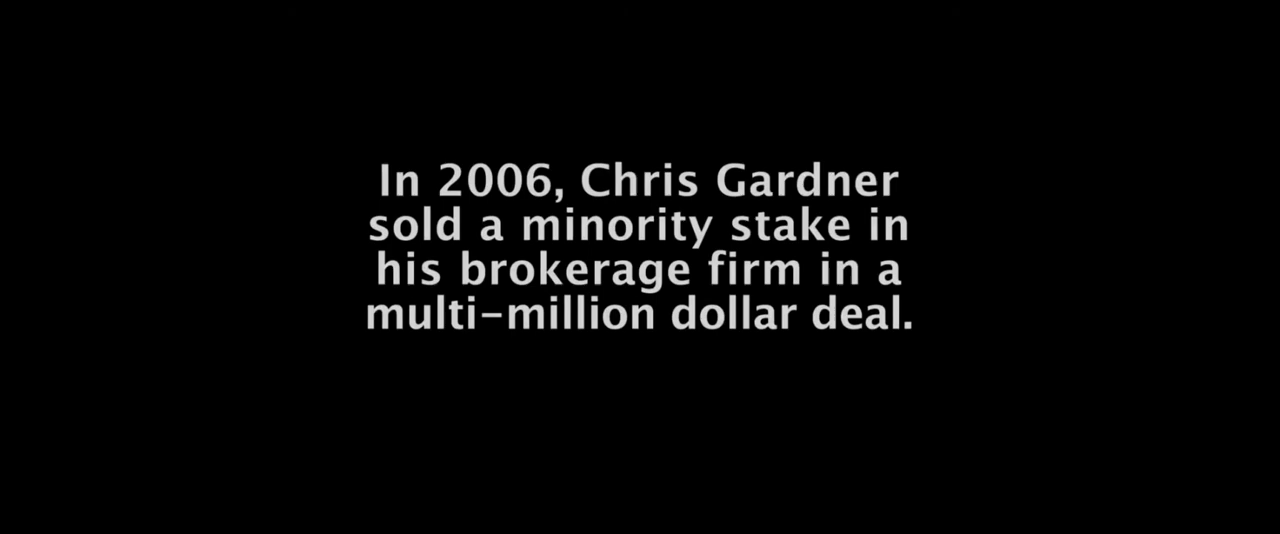 In 2006, Chris Gardner
sold a minority stake in
his brokerage firm in a
multi-million dollar deal.